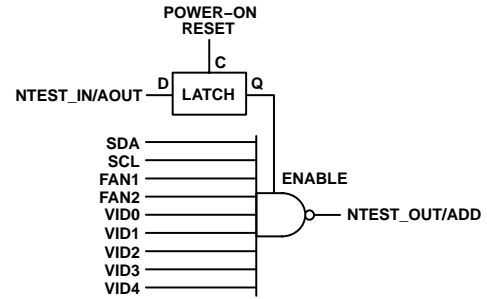 POWER–ON
RESET
C
D
Q
NTEST_IN/AOUT
LATCH
SDA
SCL
FAN1
ENABLE
FAN2
VID0
NTEST_OUT/ADD
VID1
VID2
VID3
VID4